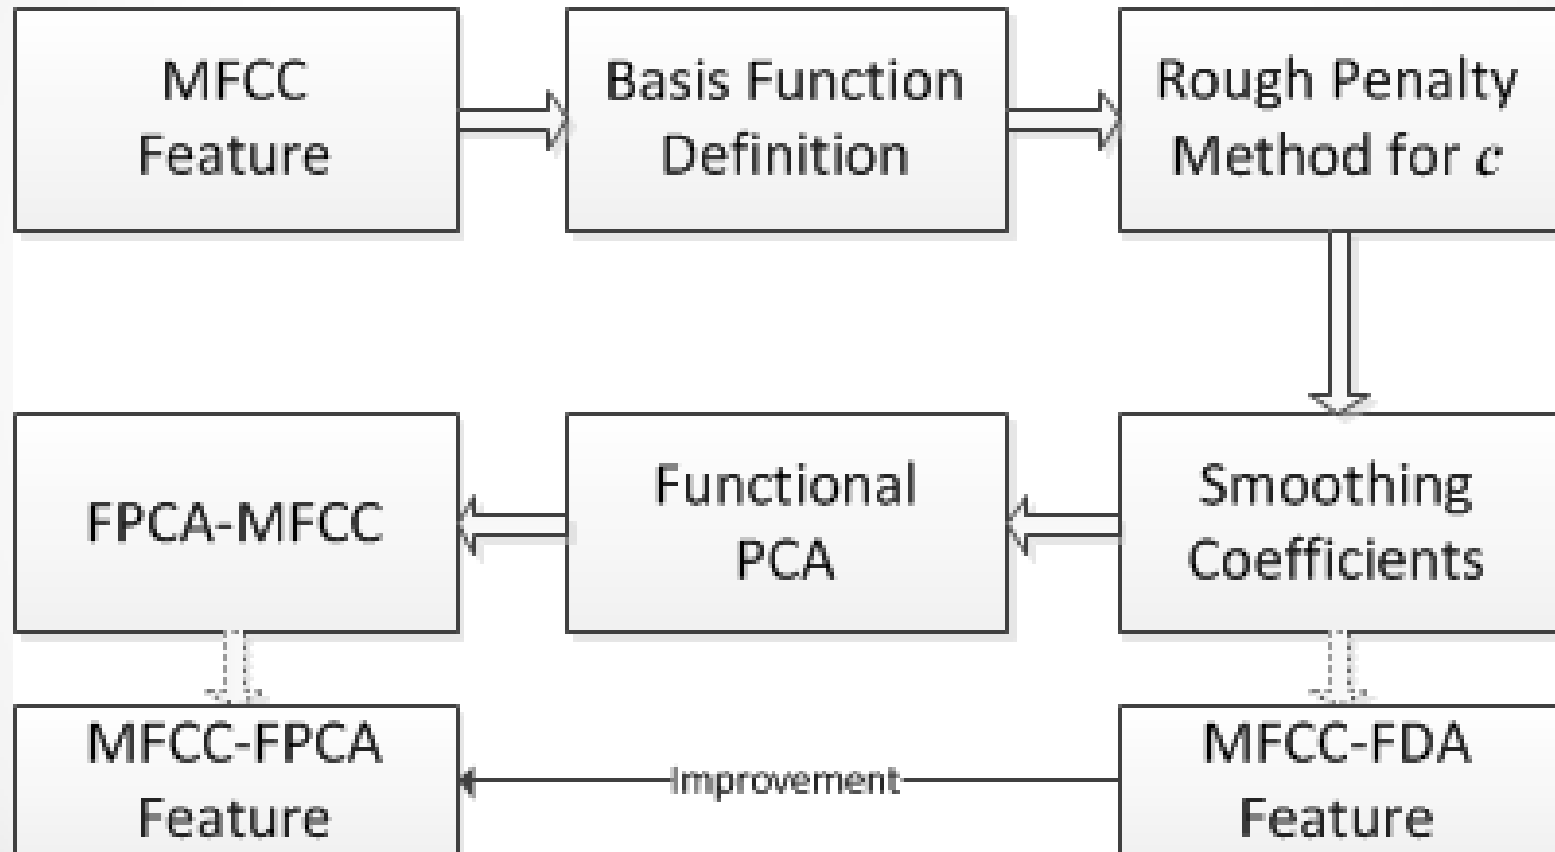 MFCC
Feature
Basis Function
Definition
Rough Penalty
Method for c
FPCA-MFCC
Functional
PCA
Smoothing
Coefficients
MFCC-FPCA
Feature
Improvement
MFCC-FDA
Feature